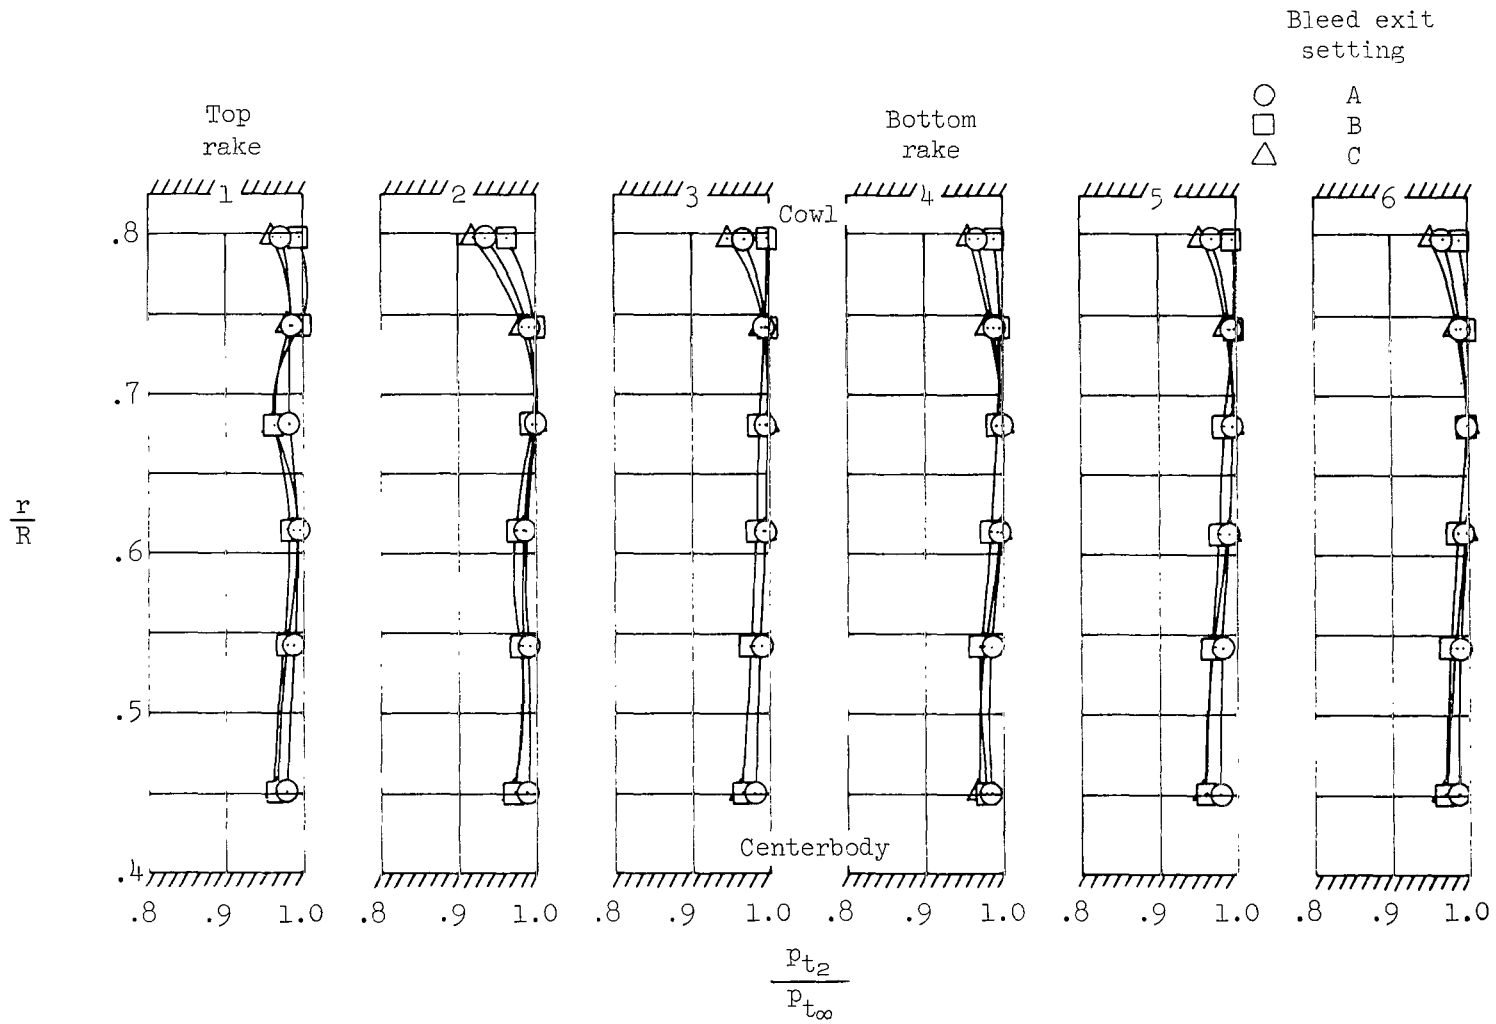 Bleed exit
setting
A
B
C
Top
rake
Bottom
rake
1
2
3
4
5
6
Cowl
.8
.7
.6
.5
.4
r
R
Centerbody
.8 .9 1.0
.8 .9 1.0
.8 .9 1.0
.8 .9 1.0
.8 .9 1.0
.8 .9 1.0
pt2
pt∞